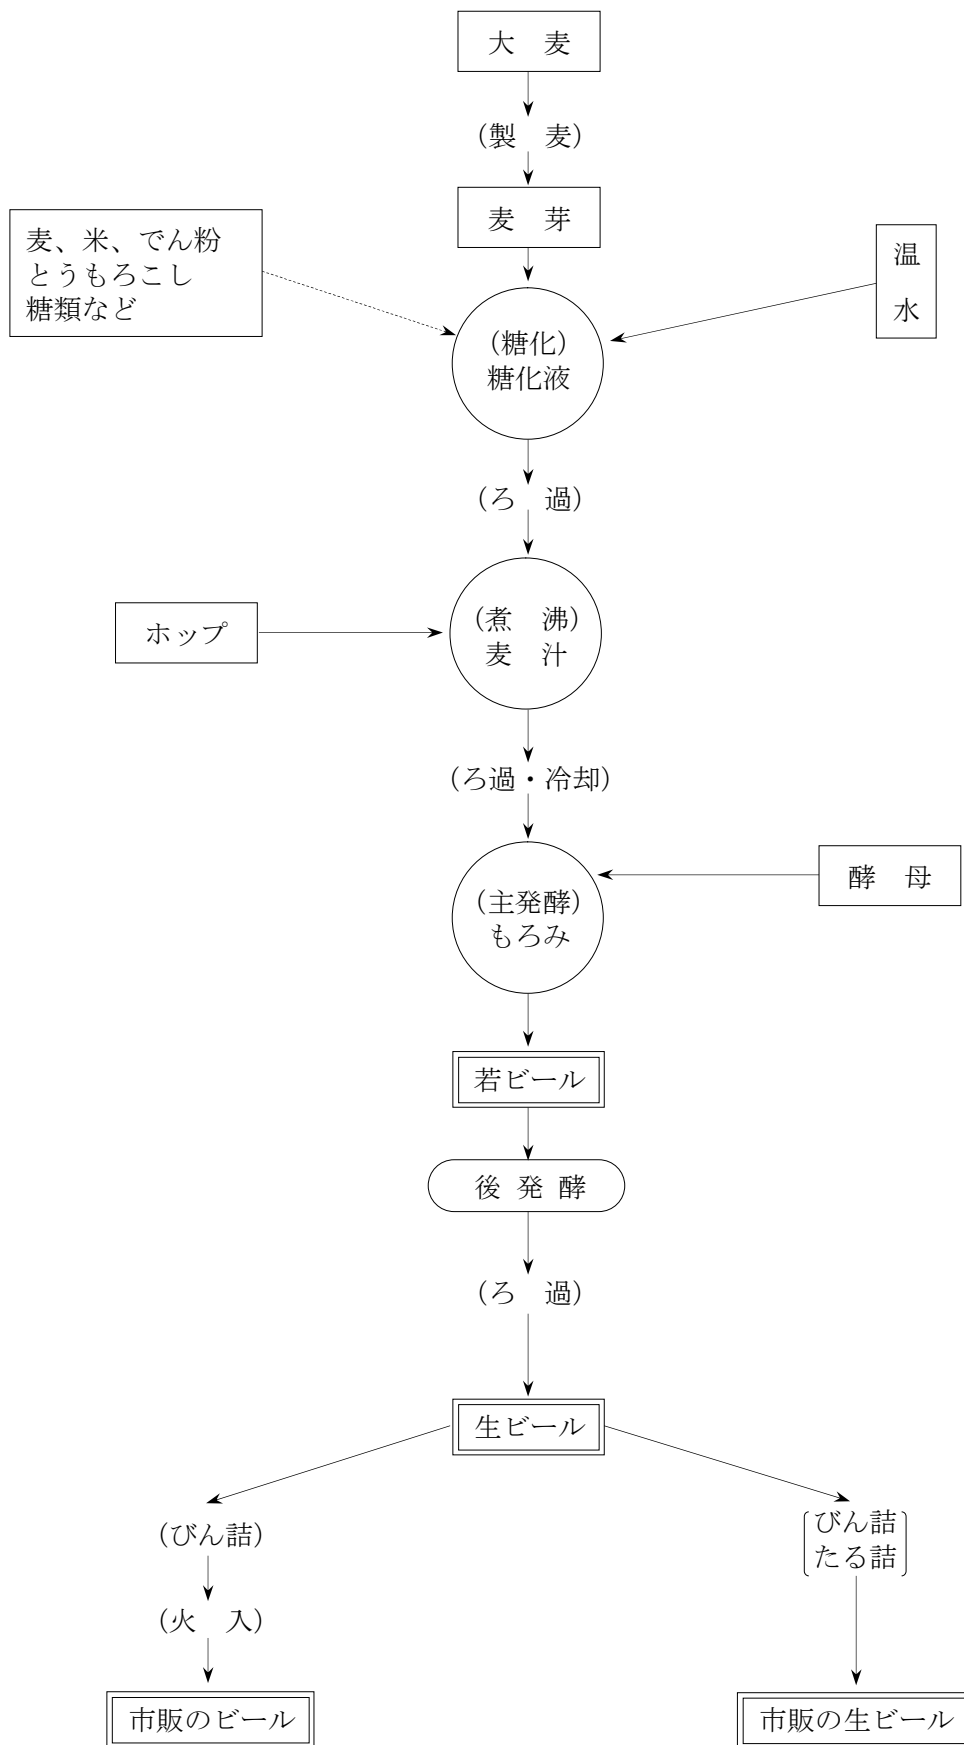 大　麦
（製　麦）
麦　芽
麦、米、でん粉
とうもろこし
糖類など
温
水
（糖化）
糖化液
（ろ　過）
ホップ
（煮　沸）
麦　汁
（ろ過・冷却）
酵　母
（主発酵）
もろみ
若ビール
後 発 酵
（ろ　過）
生ビール
（びん詰）
びん詰
たる詰
（火　入）
市販のビール
市販の生ビール